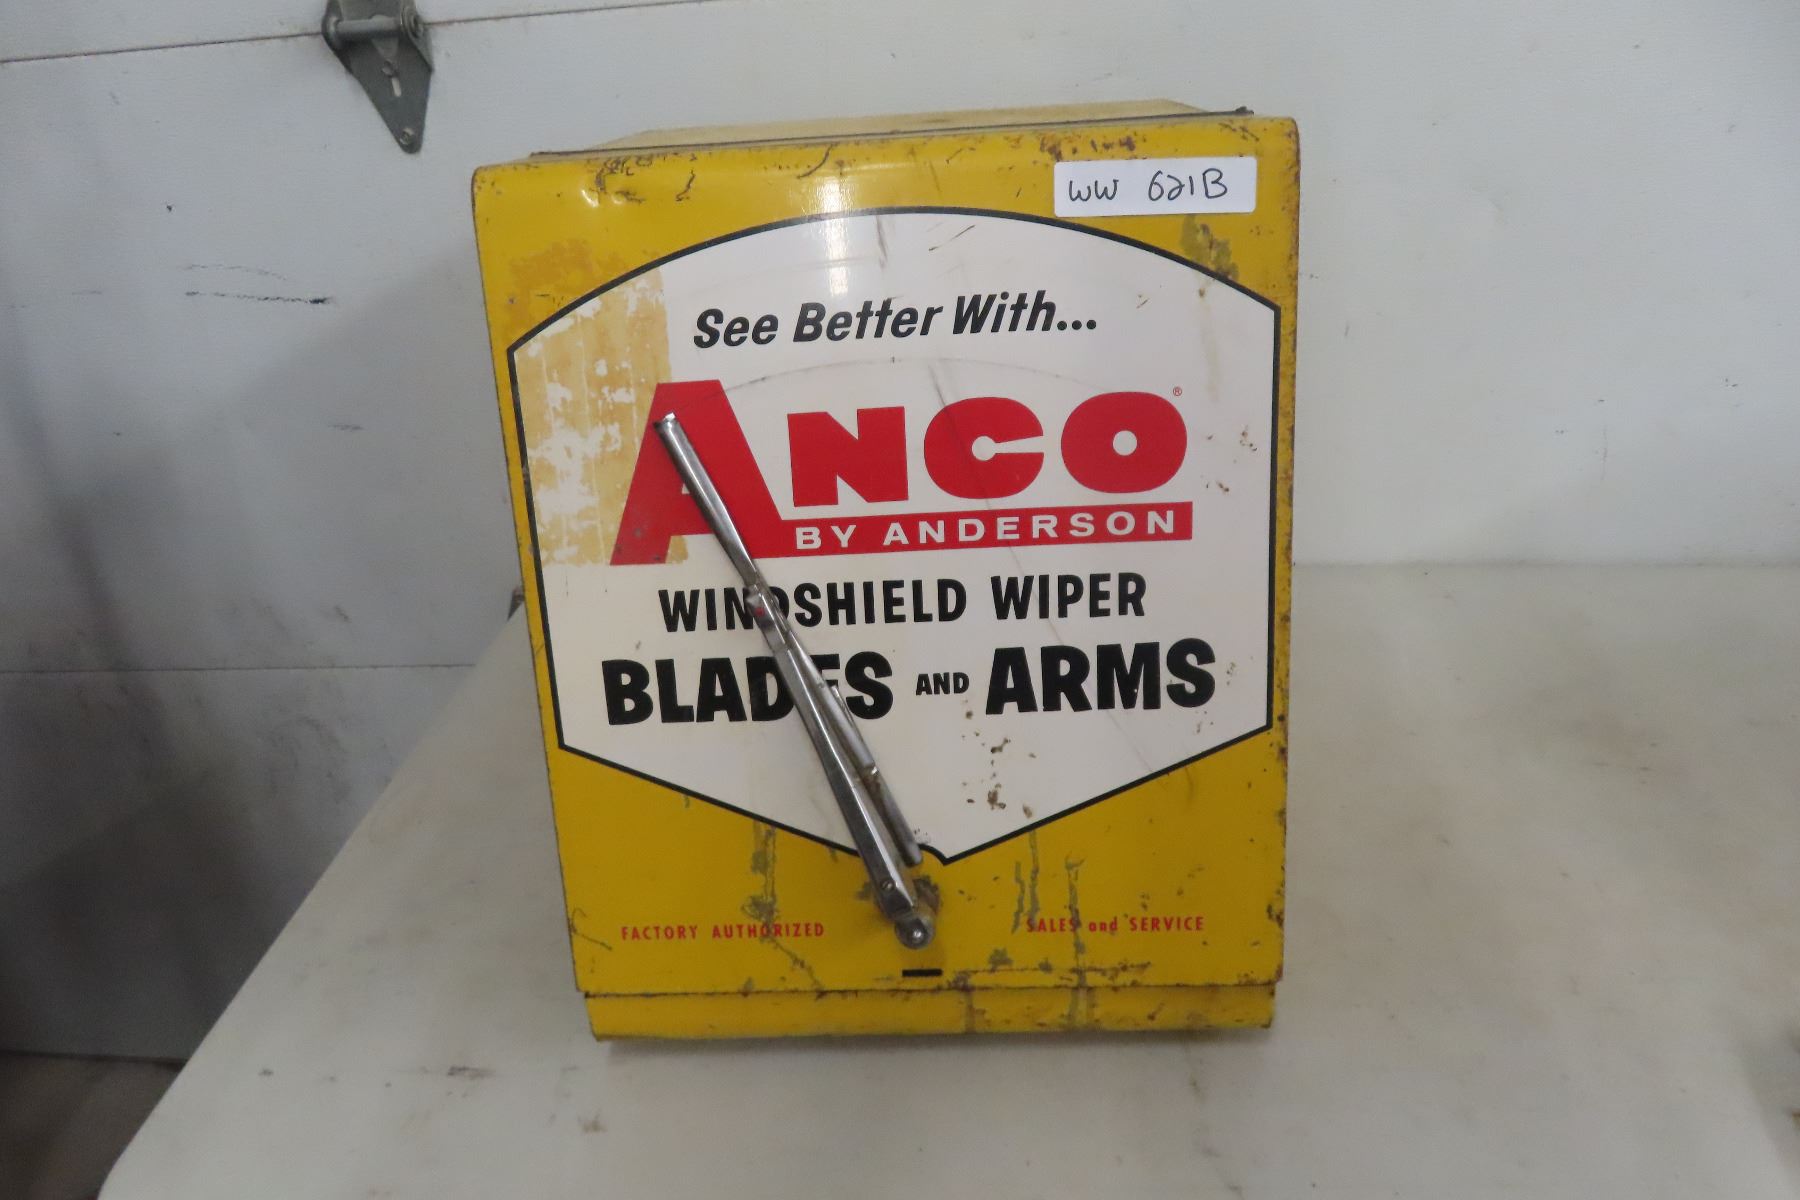 WW 621B
See Better With...
ANCO®
BY ANDERSON
WINDSHIELD WIPER
BLADES AND ARMS
FACTORY AUTHORIZED SALES and SERVICE